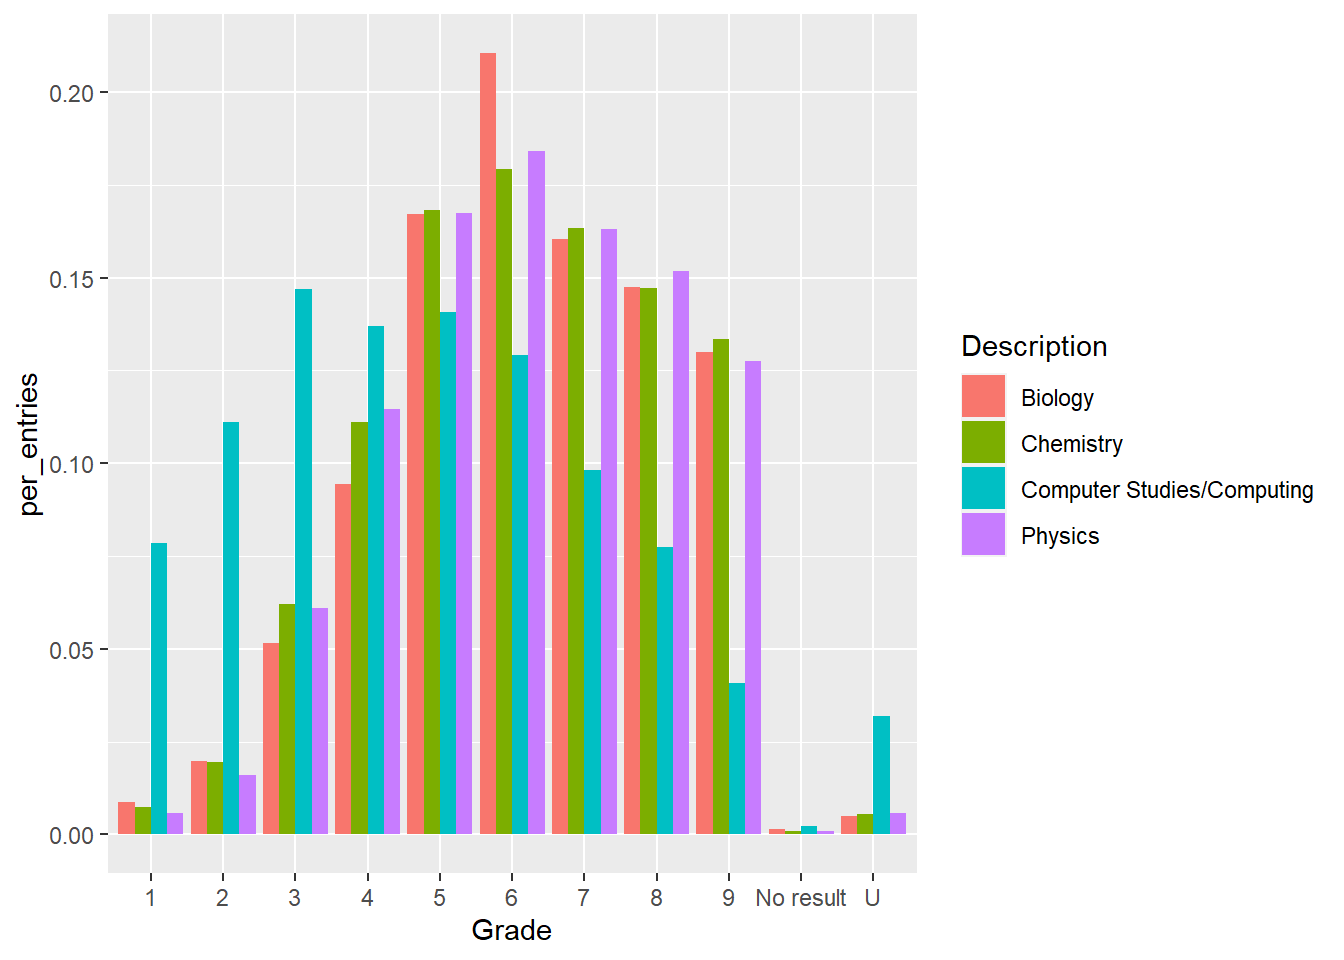 0.20
0.15
0.10
0.05
0.00
per_entries
1 2 3 4 5 6 7 8 9 No result U
Grade
Description
Biology
Chemistry
Computer Studies/Computing
Physics